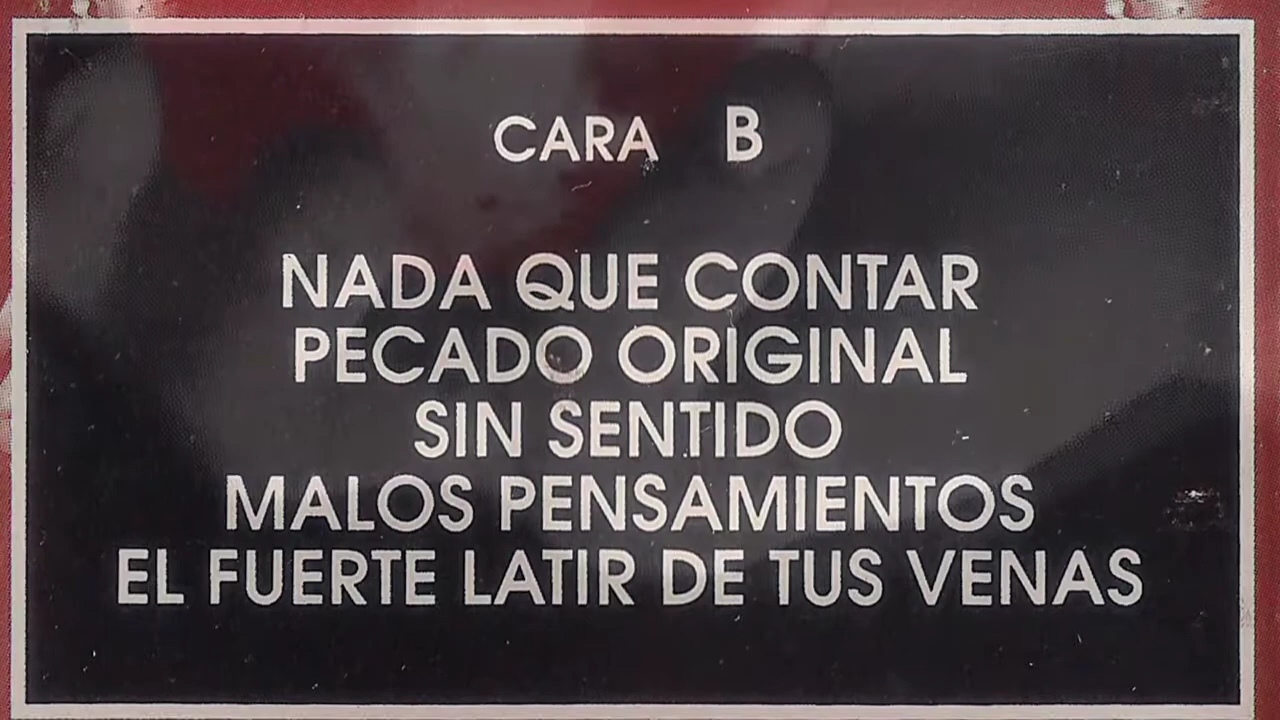 CARA B
NADA QUE CONTAR
PECADO ORIGINAL
SIN SENTIDO
MALOS PENSAMIENTOS
EL FUERTE LATIR DE TUS VENAS